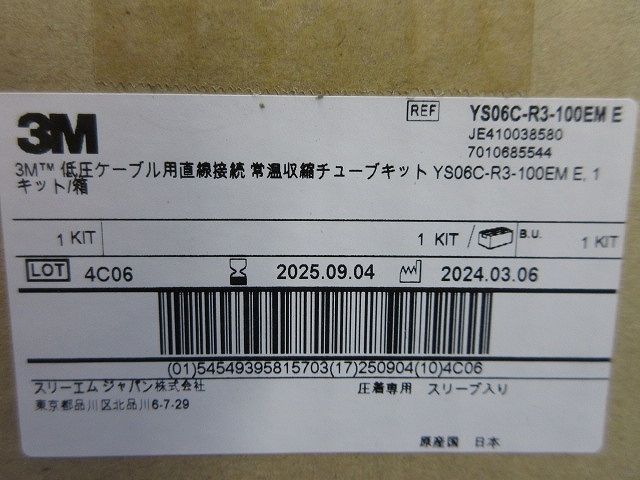 3M
REF YS06C-R3-100EM E
JE410038580
7010685544
3M™ 低圧ケーブル用直線接続 常温収縮チューブキット YS06C-R3-100EM E, 1
キット/箱
1 KIT 1 KIT / B.U. 1 KIT
LOT 4C06 2025.09.04 2024.03.06
(01)54549395815703(17)250904(10)4C06
スリーエム ジャパン株式会社 圧着専用 スリーブ入り
東京都品川区北品川6-7-29
原産国 日本